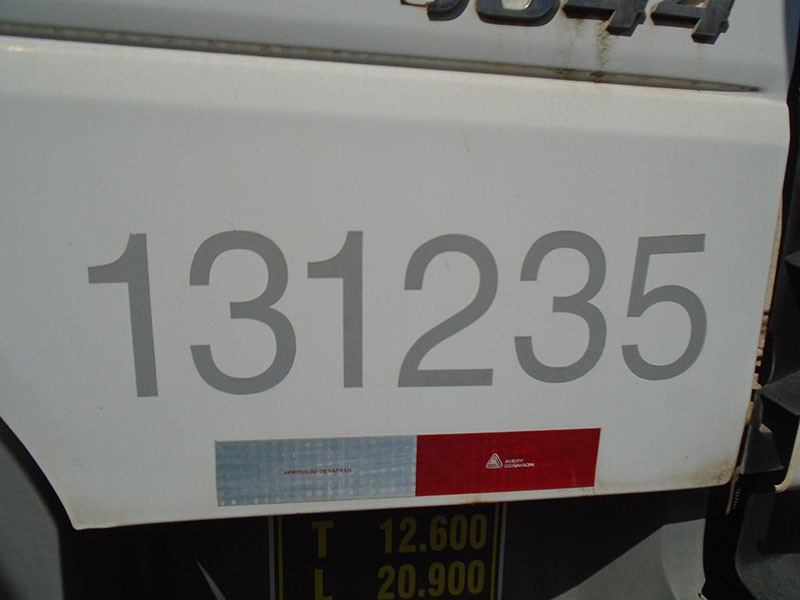 131235
APROVADO DENATRAN
AVERY
DENNISON
T 12.600
L 20.900